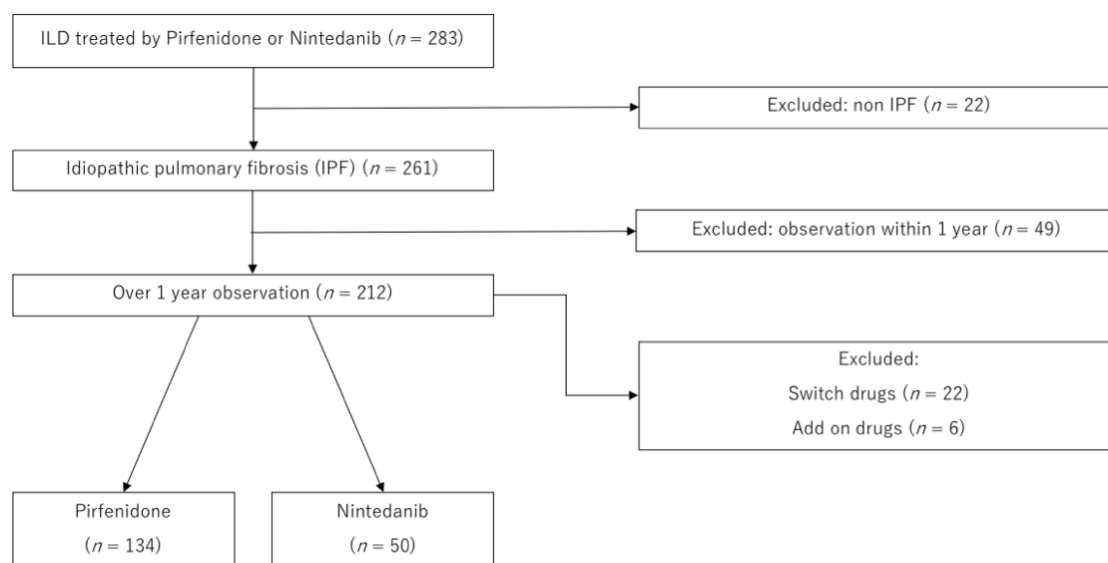 ILD treated by Pirfenidone or Nintedanib (n = 283)
Excluded: non IPF (n = 22)
Idiopathic pulmonary fibrosis (IPF) (n = 261)
Excluded: observation within 1 year (n = 49)
Over 1 year observation (n = 212)
Excluded:
Switch drugs (n = 22)
Add on drugs (n = 6)
Pirfenidone
(n = 134)
Nintedanib
(n = 50)